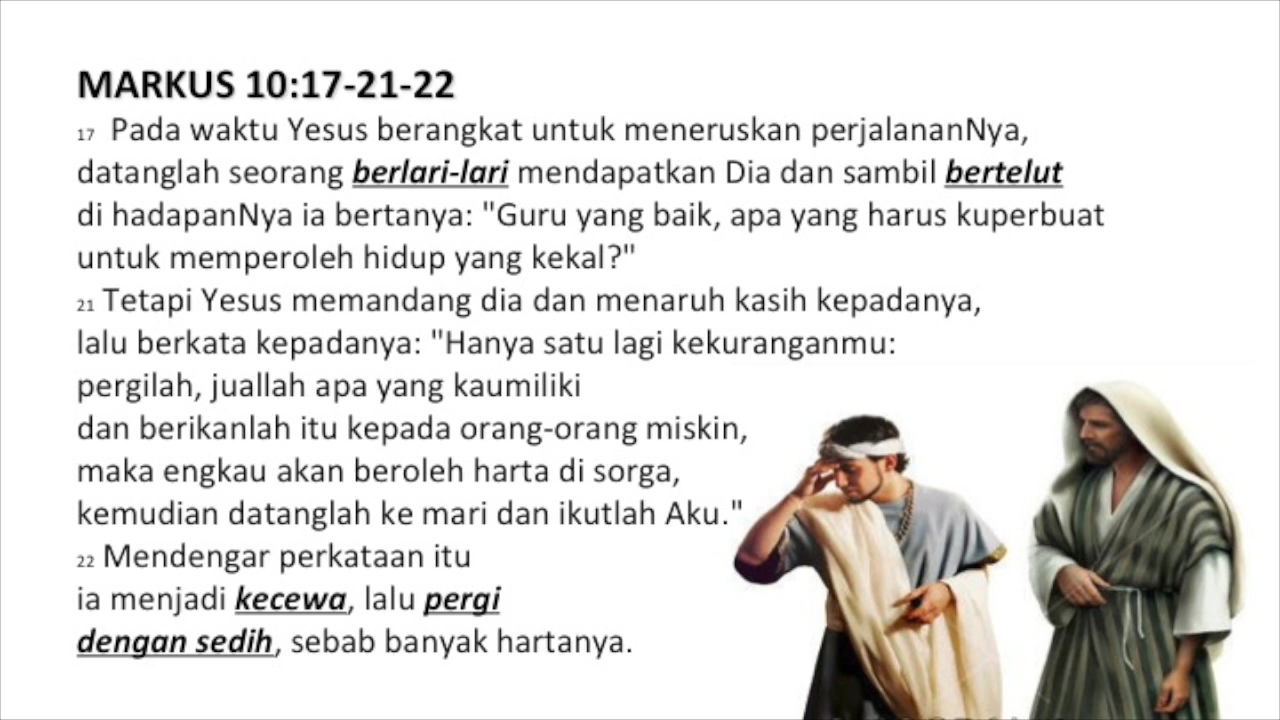 MARKUS 10:17-21-22
17 Pada waktu Yesus berangkat untuk meneruskan perjalananNya,
datanglah seorang berlari-lari mendapatkan Dia dan sambil bertelut
di hadapanNya ia bertanya: "Guru yang baik, apa yang harus kuperbuat
untuk memperoleh hidup yang kekal?"
21 Tetapi Yesus memandang dia dan menaruh kasih kepadanya,
lalu berkata kepadanya: "Hanya satu lagi kekuranganmu:
pergilah, juallah apa yang kaumiliki
dan berikanlah itu kepada orang-orang miskin,
maka engkau akan beroleh harta di sorga,
kemudian datanglah ke mari dan ikutlah Aku."
22 Mendengar perkataan itu
ia menjadi kecewa, lalu pergi
dengan sedih, sebab banyak hartanya.